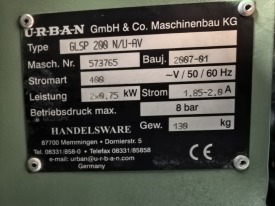 URBAN GmbH & Co. Maschinenbau KG
Type GLSP 200 N/U-AV
Masch. Nr. 573765 Bauj. 2007-01
Stromart 400 ~V / 50 / 60 Hz
Leistung 2x0,75 kW Strom 1,85-2,0 A
Betriebsdruck max. 8 bar
HANDELSWARE Gew. 130 kg
87700 Memmingen • Dornierstr. 5
Tel. 08331/858-0 • Telefax 08331/85858
e-mail: urban@u-r-b-a-n.com
Germany
CE